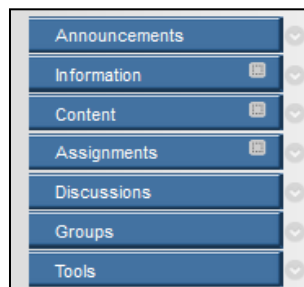 Announcements
Information
Content
Assignments
Discussions
Groups
Tools